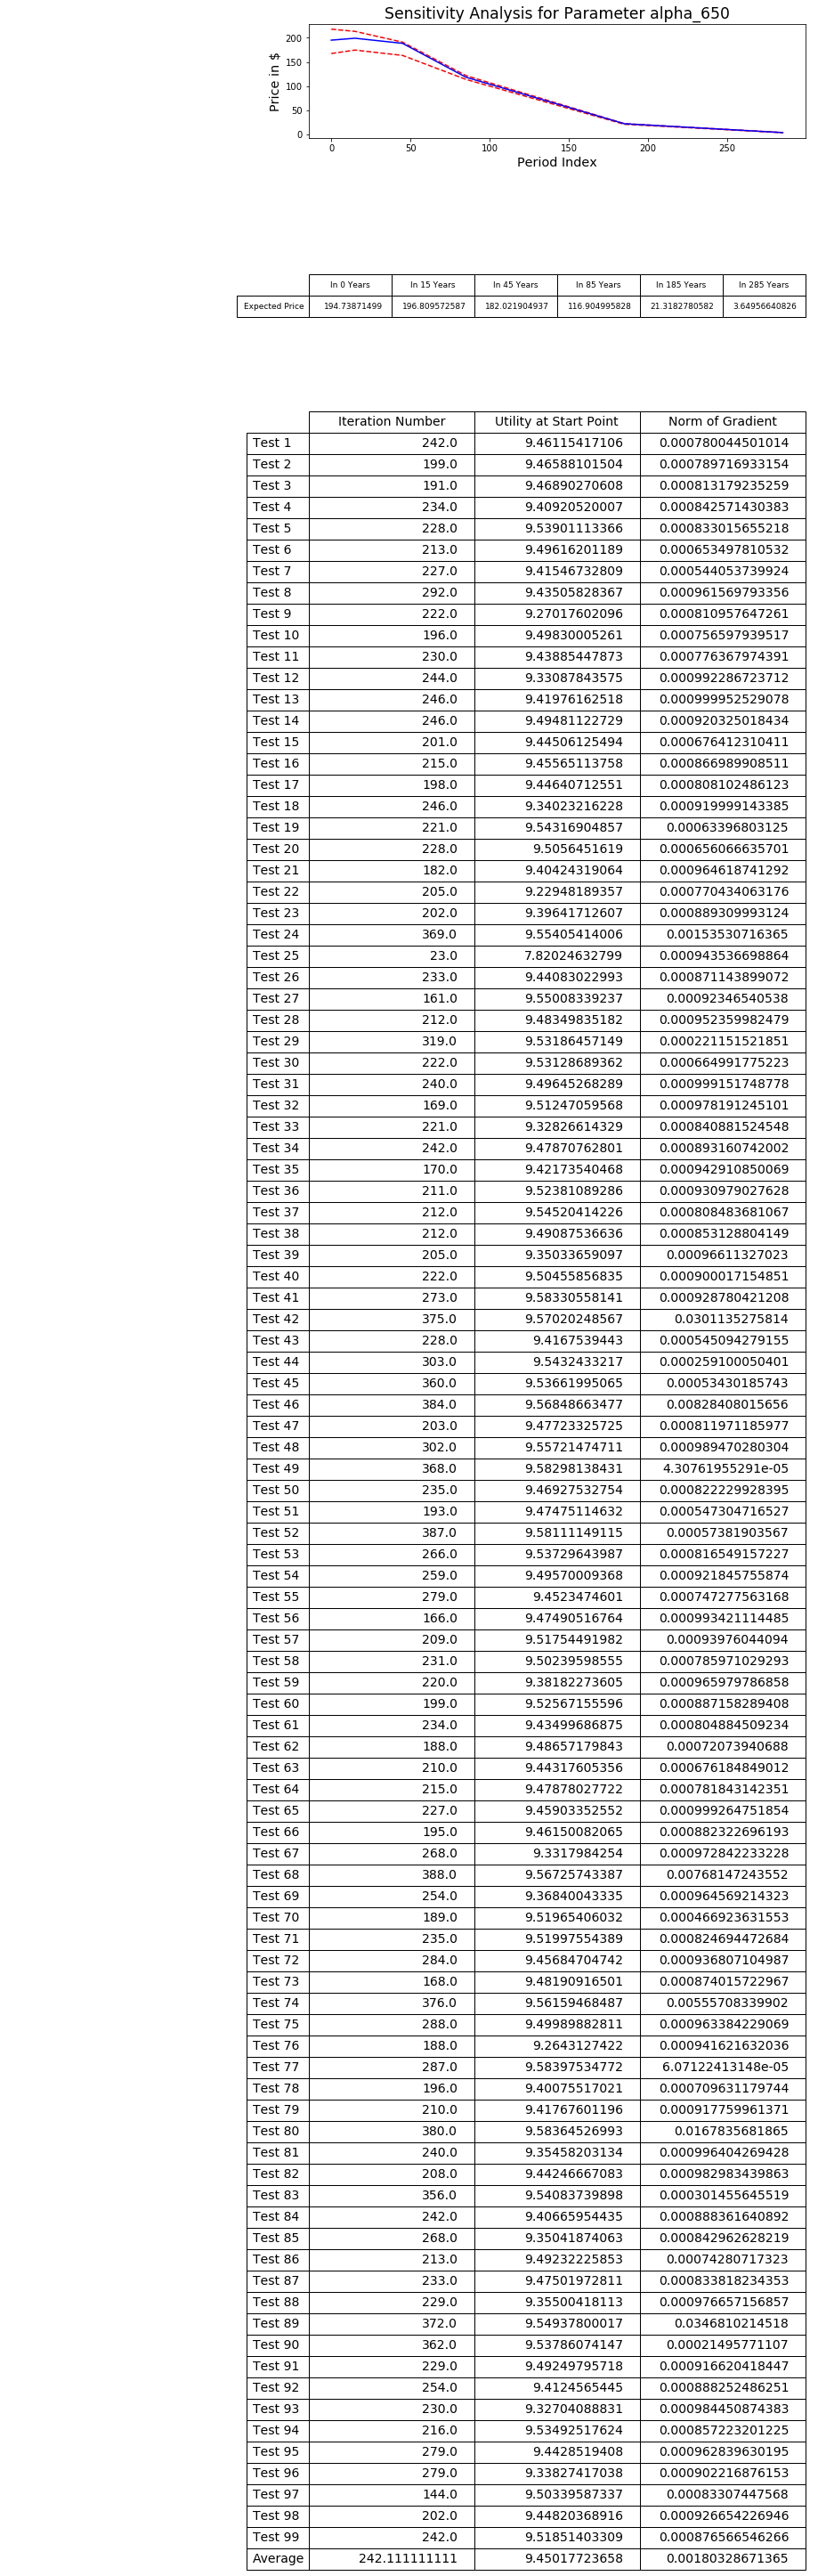 Sensitivity Analysis for Parameter alpha_650
Price in $
200
150
100
50
0
0 50 100 150 200 250
Period Index
In 0 Years In 15 Years In 45 Years In 85 Years In 185 Years In 285 Years
Expected Price 194.73871499 196.809572587 182.021904937 116.904995828 21.3182780582 3.64956640826
Iteration Number Utility at Start Point Norm of Gradient
Test 1 242.0 9.46115417106 0.000780044501014
Test 2 199.0 9.46588101504 0.000789716933154
Test 3 191.0 9.46890270608 0.000813179235259
Test 4 234.0 9.40920520007 0.000842571430383
Test 5 228.0 9.53901113366 0.000833015655218
Test 6 213.0 9.49616201189 0.000653497810532
Test 7 227.0 9.41546732809 0.000544053739924
Test 8 292.0 9.43505828367 0.000961569793356
Test 9 222.0 9.27017602096 0.000810957647261
Test 10 196.0 9.49830005261 0.000756597939517
Test 11 230.0 9.43885447873 0.000776367974391
Test 12 244.0 9.33087843575 0.000992286723712
Test 13 246.0 9.41976162518 0.000999952529078
Test 14 246.0 9.49481122729 0.000920325018434
Test 15 201.0 9.44506125494 0.000676412310411
Test 16 215.0 9.45565113758 0.000866989908511
Test 17 198.0 9.44640712551 0.000808102486123
Test 18 246.0 9.34023216228 0.000919999143385
Test 19 221.0 9.54316904857 0.00063396803125
Test 20 228.0 9.5056451619 0.000656066635701
Test 21 182.0 9.40424319064 0.000964618741292
Test 22 205.0 9.22948189357 0.000770434063176
Test 23 202.0 9.39641712607 0.000889309993124
Test 24 369.0 9.55405414006 0.00153530716365
Test 25 23.0 7.82024632799 0.000943536698864
Test 26 233.0 9.44083022993 0.000871143899072
Test 27 161.0 9.55008339237 0.00092346540538
Test 28 212.0 9.48349835182 0.000952359982479
Test 29 319.0 9.53186457149 0.000221151521851
Test 30 222.0 9.53128689362 0.000664991775223
Test 31 240.0 9.49645268289 0.000999151748778
Test 32 169.0 9.51247059568 0.000978191245101
Test 33 221.0 9.32826614329 0.000840881524548
Test 34 242.0 9.47870762801 0.000893160742002
Test 35 170.0 9.42173540468 0.000942910850069
Test 36 211.0 9.52381089286 0.000930979027628
Test 37 212.0 9.54520414226 0.000808483681067
Test 38 212.0 9.49087536636 0.000853128804149
Test 39 205.0 9.35033659097 0.00096611327023
Test 40 222.0 9.50455856835 0.000900017154851
Test 41 273.0 9.58330558141 0.000928780421208
Test 42 375.0 9.57020248567 0.0301135275814
Test 43 228.0 9.4167539443 0.000545094279155
Test 44 303.0 9.5432433217 0.000259100050401
Test 45 360.0 9.53661995065 0.00053430185743
Test 46 384.0 9.56848663477 0.00828408015656
Test 47 203.0 9.47723325725 0.000811971185977
Test 48 302.0 9.55721474711 0.000989470280304
Test 49 368.0 9.58298138431 4.30761955291e-05
Test 50 235.0 9.46927532754 0.000822229928395
Test 51 193.0 9.47475114632 0.000547304716527
Test 52 387.0 9.58111149115 0.00057381903567
Test 53 266.0 9.53729643987 0.000816549157227
Test 54 259.0 9.49570009368 0.000921845755874
Test 55 279.0 9.4523474601 0.000747277563168
Test 56 166.0 9.47490516764 0.000993421114485
Test 57 209.0 9.51754491982 0.00093976044094
Test 58 231.0 9.50239598555 0.000785971029293
Test 59 220.0 9.38182273605 0.000965979786858
Test 60 199.0 9.52567155596 0.000887158289408
Test 61 234.0 9.43499686875 0.000804884509234
Test 62 188.0 9.48657179843 0.00072073940688
Test 63 210.0 9.44317605356 0.000676184849012
Test 64 215.0 9.47878027722 0.000781843142351
Test 65 227.0 9.45903352552 0.000999264751854
Test 66 195.0 9.46150082065 0.000882322696193
Test 67 268.0 9.3317984254 0.000972842233228
Test 68 388.0 9.56725743387 0.00768147243552
Test 69 254.0 9.36840043335 0.000964569214323
Test 70 189.0 9.51965406032 0.000466923631553
Test 71 235.0 9.51997554389 0.000824694472684
Test 72 284.0 9.45684704742 0.000936807104987
Test 73 168.0 9.48190916501 0.000874015722967
Test 74 376.0 9.56159468487 0.00555708339902
Test 75 288.0 9.49989882811 0.000963384229069
Test 76 188.0 9.2643127422 0.000941621632036
Test 77 287.0 9.58397534772 6.07122413148e-05
Test 78 196.0 9.40075517021 0.000709631179744
Test 79 210.0 9.41767601196 0.000917759961371
Test 80 380.0 9.58364526993 0.0167835681865
Test 81 240.0 9.35458203134 0.000996404269428
Test 82 208.0 9.44246667083 0.000982983439863
Test 83 356.0 9.54083739898 0.000301455645519
Test 84 242.0 9.40665954435 0.000888361640892
Test 85 268.0 9.35041874063 0.000842962628219
Test 86 213.0 9.49232225853 0.00074280717323
Test 87 233.0 9.47501972811 0.000833818234353
Test 88 229.0 9.35500418113 0.000976657156857
Test 89 372.0 9.54937800017 0.0346810214518
Test 90 362.0 9.53786074147 0.00021495771107
Test 91 229.0 9.49249795718 0.000916620418447
Test 92 254.0 9.4124565445 0.000888252486251
Test 93 230.0 9.32704088831 0.000984450874383
Test 94 216.0 9.53492517624 0.000857223201225
Test 95 279.0 9.4428519408 0.000962839630195
Test 96 279.0 9.33827417038 0.000902216876153
Test 97 144.0 9.50339587337 0.00083307447568
Test 98 202.0 9.44820368916 0.000926654226946
Test 99 242.0 9.51851403309 0.000876566546266
Average 242.111111111 9.45017723658 0.00180328671365